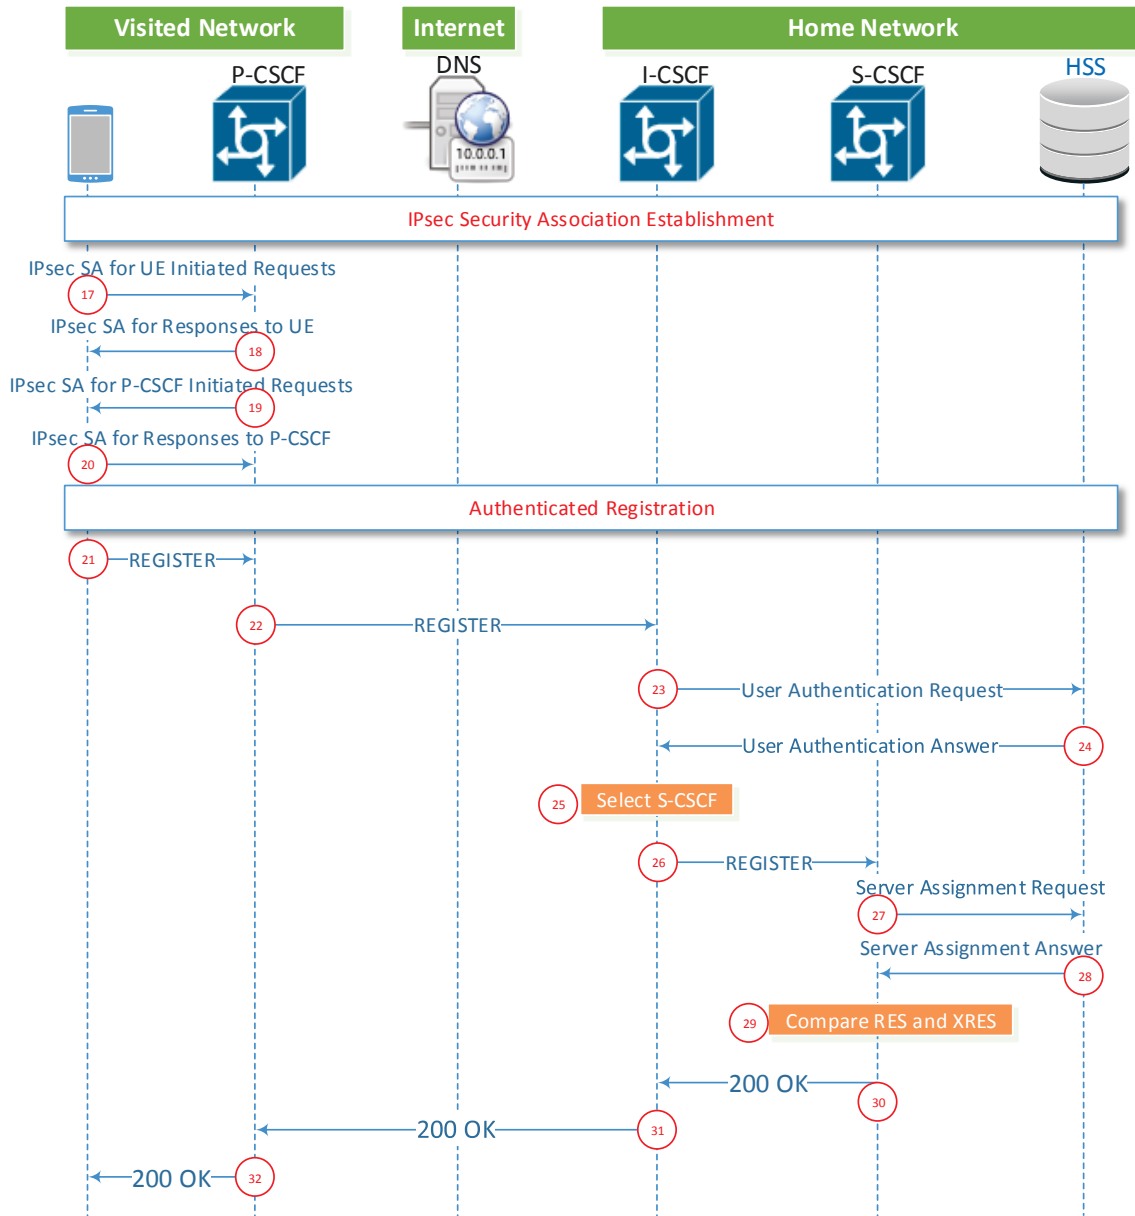 Visited Network
Internet
Home Network
P-CSCF
DNS
I-CSCF
S-CSCF
HSS
10.0.0.1
IPsec Security Association Establishment
IPsec SA for UE Initiated Requests
17
IPsec SA for Responses to UE
18
IPsec SA for P-CSCF Initiated Requests
19
IPsec SA for Responses to P-CSCF
20
Authenticated Registration
21
REGISTER
22
REGISTER
23
User Authentication Request
User Authentication Answer
24
25
Select S-CSCF
26
REGISTER
Server Assignment Request
27
Server Assignment Answer
28
29
Compare RES and XRES
200 OK
30
200 OK
31
200 OK
32